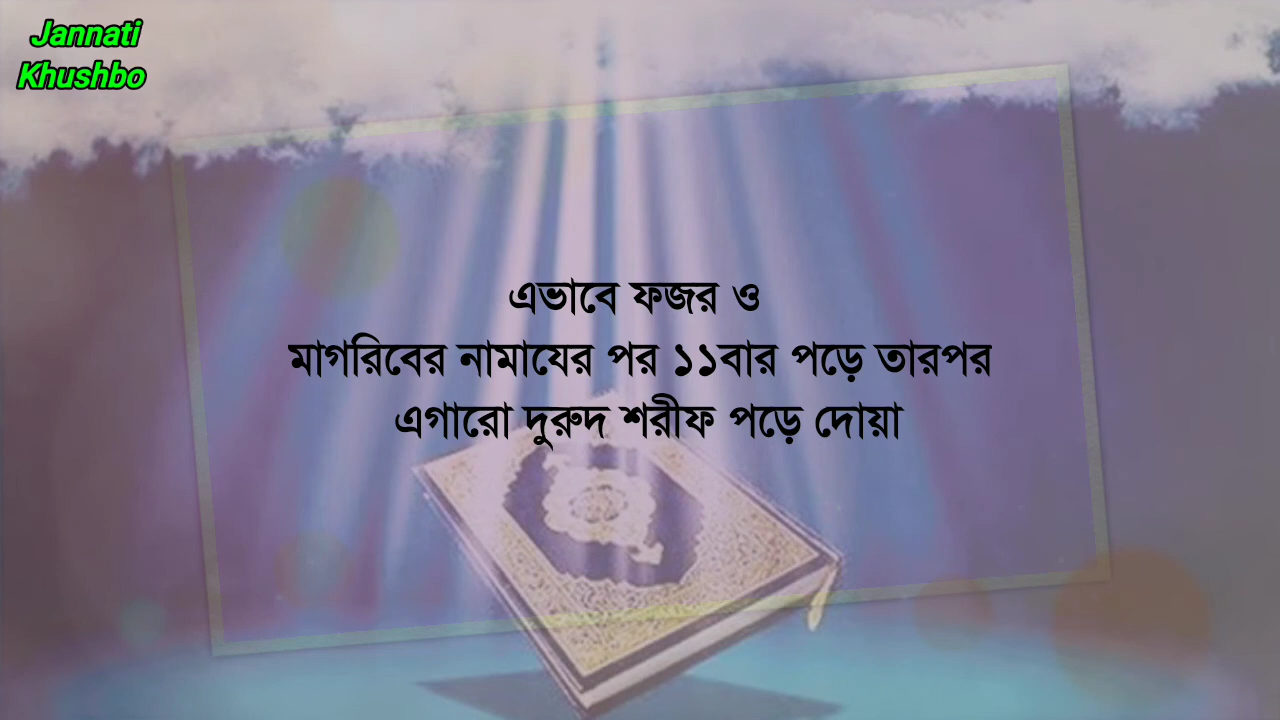 Jannati
Khushbo
এভাবে ফজর ও
মাগরিবের নামাযের পর ১১বার পড়ে তারপর
এগারো দুরুদ শরীফ পড়ে দোয়া